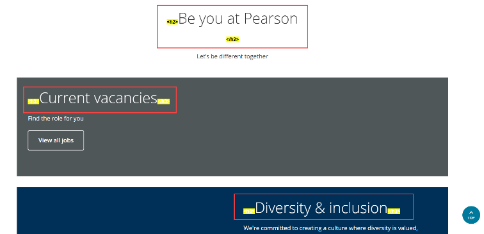 <h2>Be you at Pearson
</h2>
Let's be different together
Current vacancies
Find the role for you
View all jobs
Diversity & inclusion
We're committed to creating a culture where diversity is valued,